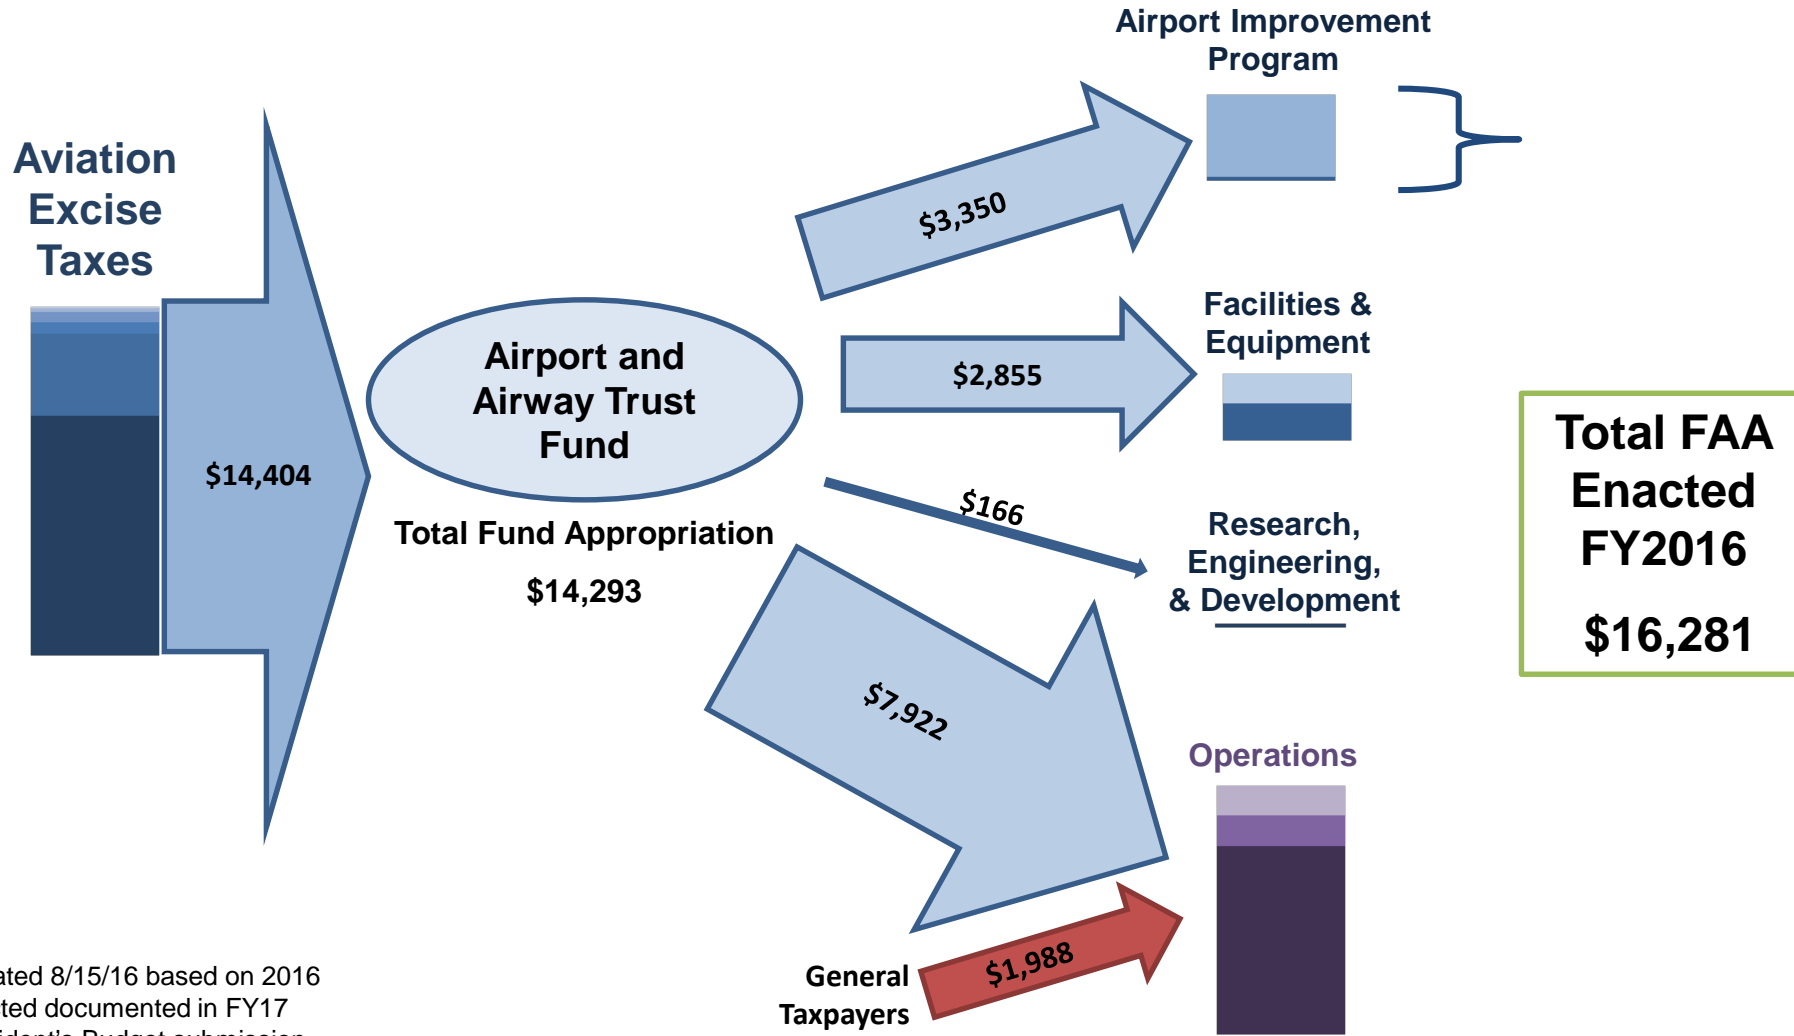 Airport Improvement
Program
Aviation
Excise
Taxes
$14,404
Airport and
Airway Trust
Fund
Total Fund Appropriation
$14,293
$3,350
$2,855
$166
$7,922
Facilities &
Equipment
Research,
Engineering,
& Development
Operations
General
Taxpayers
$1,988
Total FAA
Enacted
FY2016
$16,281
8/15/16 based on 2016
documented in FY17
Budget submission